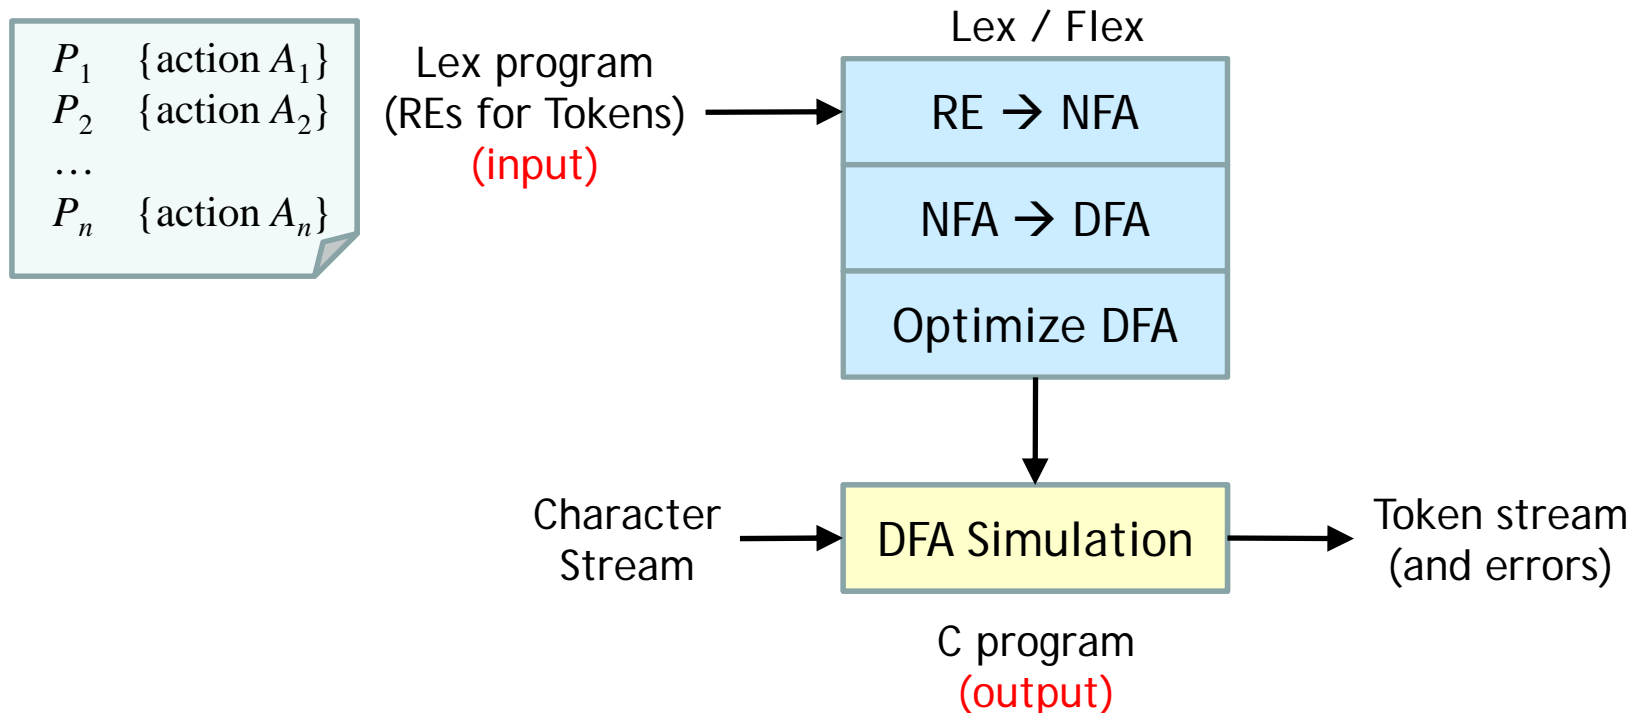 P₁ {action A₁}
P₂ {action A₂}
...
Pₙ {action Aₙ}
Lex program
(REs for Tokens)
(input)
Lex / Flex
RE → NFA
NFA → DFA
Optimize DFA
Character
Stream
DFA Simulation
Token stream
(and errors)
C program
(output)